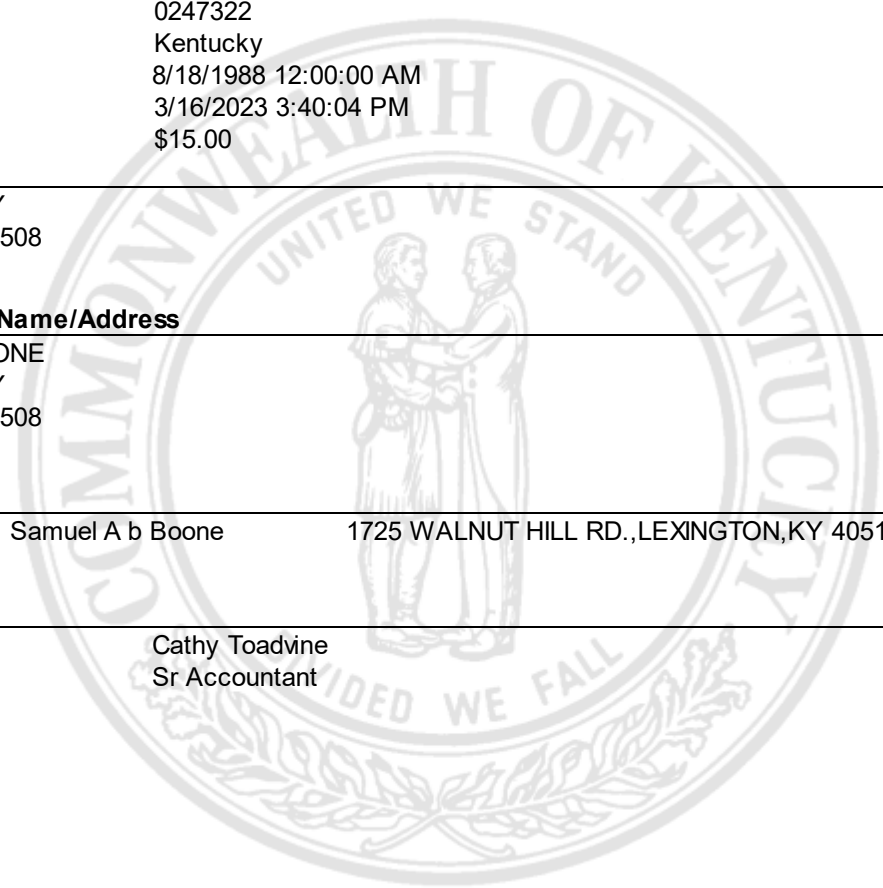 0247322
Kentucky
8/18/1988 12:00:00 AM
3/16/2023 3:40:04 PM
$15.00
508
Name/Address
ONE
508
Samuel A b Boone 1725 WALNUT HILL RD.,LEXINGTON,KY 4051
Cathy Toadvine
Sr Accountant
COMMONWEALTH OF KENTUCKY
UNITED WE STAND
DIVIDED WE FALL